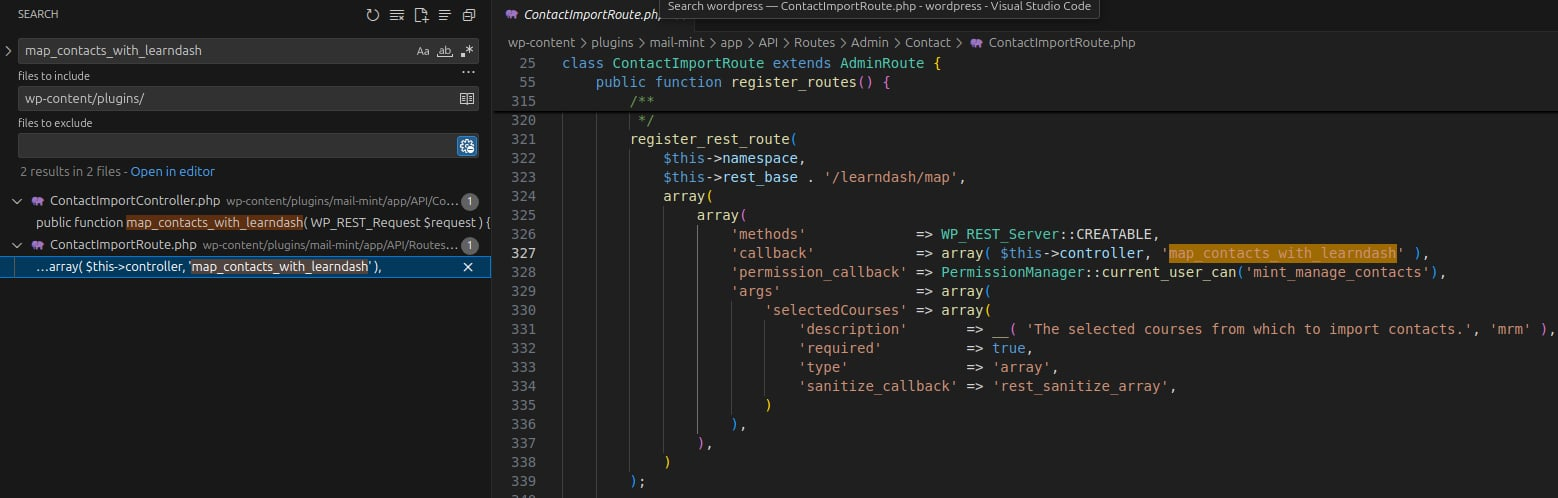 SEARCH
map_contacts_with_learndash
Aa ab .*
files to include
...
wp-content/plugins/
files to exclude
2 results in 2 files - Open in editor
ContactImportController.php wp-content/plugins/mail-mint/app/API/Co... 1
public function map_contacts_with_learndash( WP_REST_Request $request ) {
ContactImportRoute.php wp-content/plugins/mail-mint/app/API/Routes... 1
...array( $this->controller, 'map_contacts_with_learndash' ),
ContactImportRoute.php
Search wordpress — ContactImportRoute.php - wordpress - Visual Studio Code
wp-content > plugins > mail-mint > app > API > Routes > Admin > Contact > ContactImportRoute.php
25 class ContactImportRoute extends AdminRoute {
55 public function register_routes() {
315 /**
320 */
321 register_rest_route(
322 $this->namespace,
323 $this->rest_base . '/learndash/map',
324 array(
325 array(
326 'methods' => WP_REST_Server::CREATABLE,
327 'callback' => array( $this->controller, 'map_contacts_with_learndash' ),
328 'permission_callback' => PermissionManager::current_user_can('mint_manage_contacts'),
329 'args' => array(
330 'selectedCourses' => array(
331 'description' => __( 'The selected courses from which to import contacts.', 'mrm' ),
332 'required' => true,
333 'type' => 'array',
334 'sanitize_callback' => 'rest_sanitize_array',
335 )
336 ),
337 ),
338 )
339 );